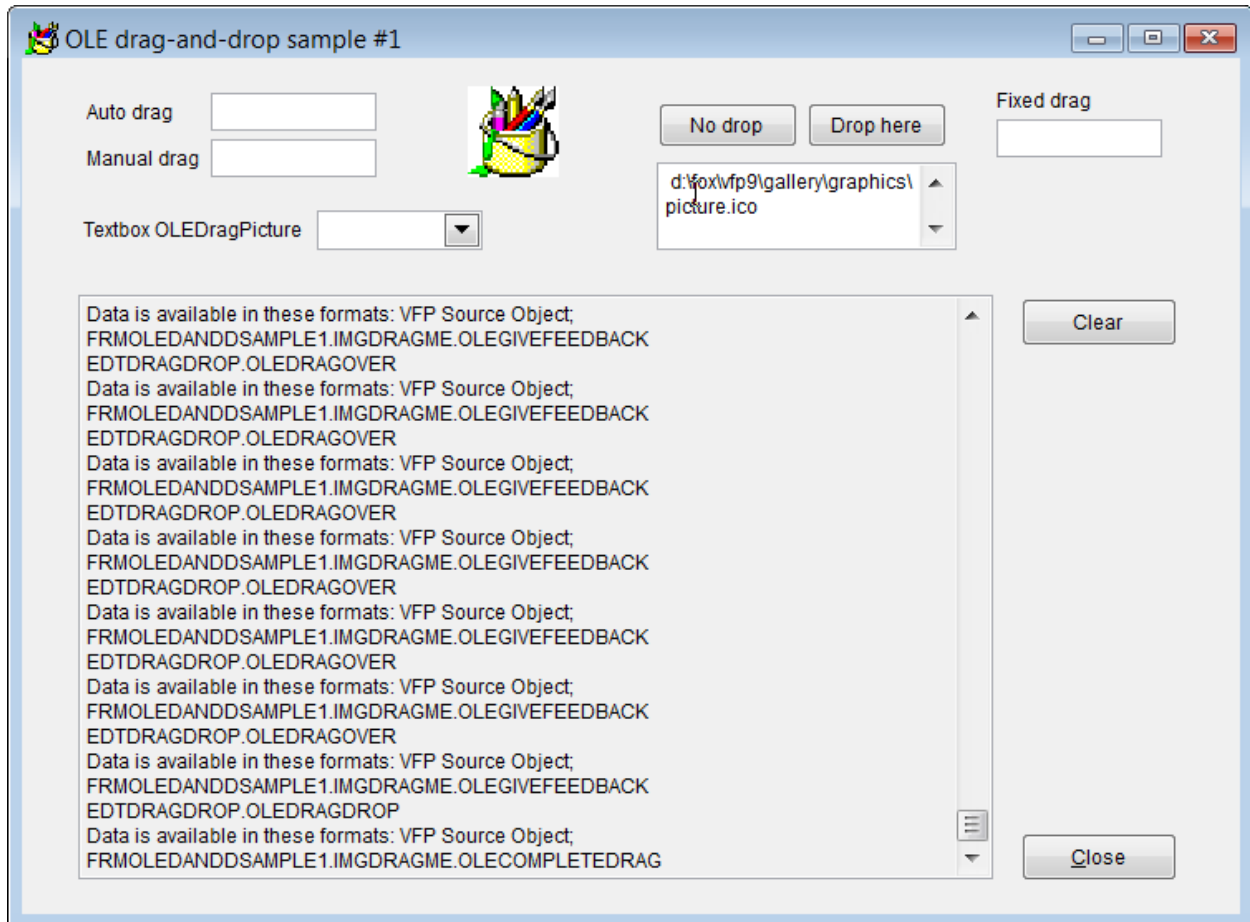 OLE drag-and-drop sample #1
Auto drag
Manual drag
Textbox OLEDragPicture
No drop
Drop here
d:\fox\vfp9\gallery\graphics\
picture.ico
Fixed drag
Data is available in these formats: VFP Source Object;
FRMOLEDANDDSAMPLE1.IMGDRAGME.OLEGIVEFEEDBACK
EDTDRAGDROP.OLEDRAGOVER
Data is available in these formats: VFP Source Object;
FRMOLEDANDDSAMPLE1.IMGDRAGME.OLEGIVEFEEDBACK
EDTDRAGDROP.OLEDRAGOVER
Data is available in these formats: VFP Source Object;
FRMOLEDANDDSAMPLE1.IMGDRAGME.OLEGIVEFEEDBACK
EDTDRAGDROP.OLEDRAGOVER
Data is available in these formats: VFP Source Object;
FRMOLEDANDDSAMPLE1.IMGDRAGME.OLEGIVEFEEDBACK
EDTDRAGDROP.OLEDRAGOVER
Data is available in these formats: VFP Source Object;
FRMOLEDANDDSAMPLE1.IMGDRAGME.OLEGIVEFEEDBACK
EDTDRAGDROP.OLEDRAGOVER
Data is available in these formats: VFP Source Object;
FRMOLEDANDDSAMPLE1.IMGDRAGME.OLEGIVEFEEDBACK
EDTDRAGDROP.OLEDRAGOVER
Data is available in these formats: VFP Source Object;
FRMOLEDANDDSAMPLE1.IMGDRAGME.OLEGIVEFEEDBACK
EDTDRAGDROP.OLEDRAGDROP
Data is available in these formats: VFP Source Object;
FRMOLEDANDDSAMPLE1.IMGDRAGME.OLECOMPLETEDRAG
Clear
Close